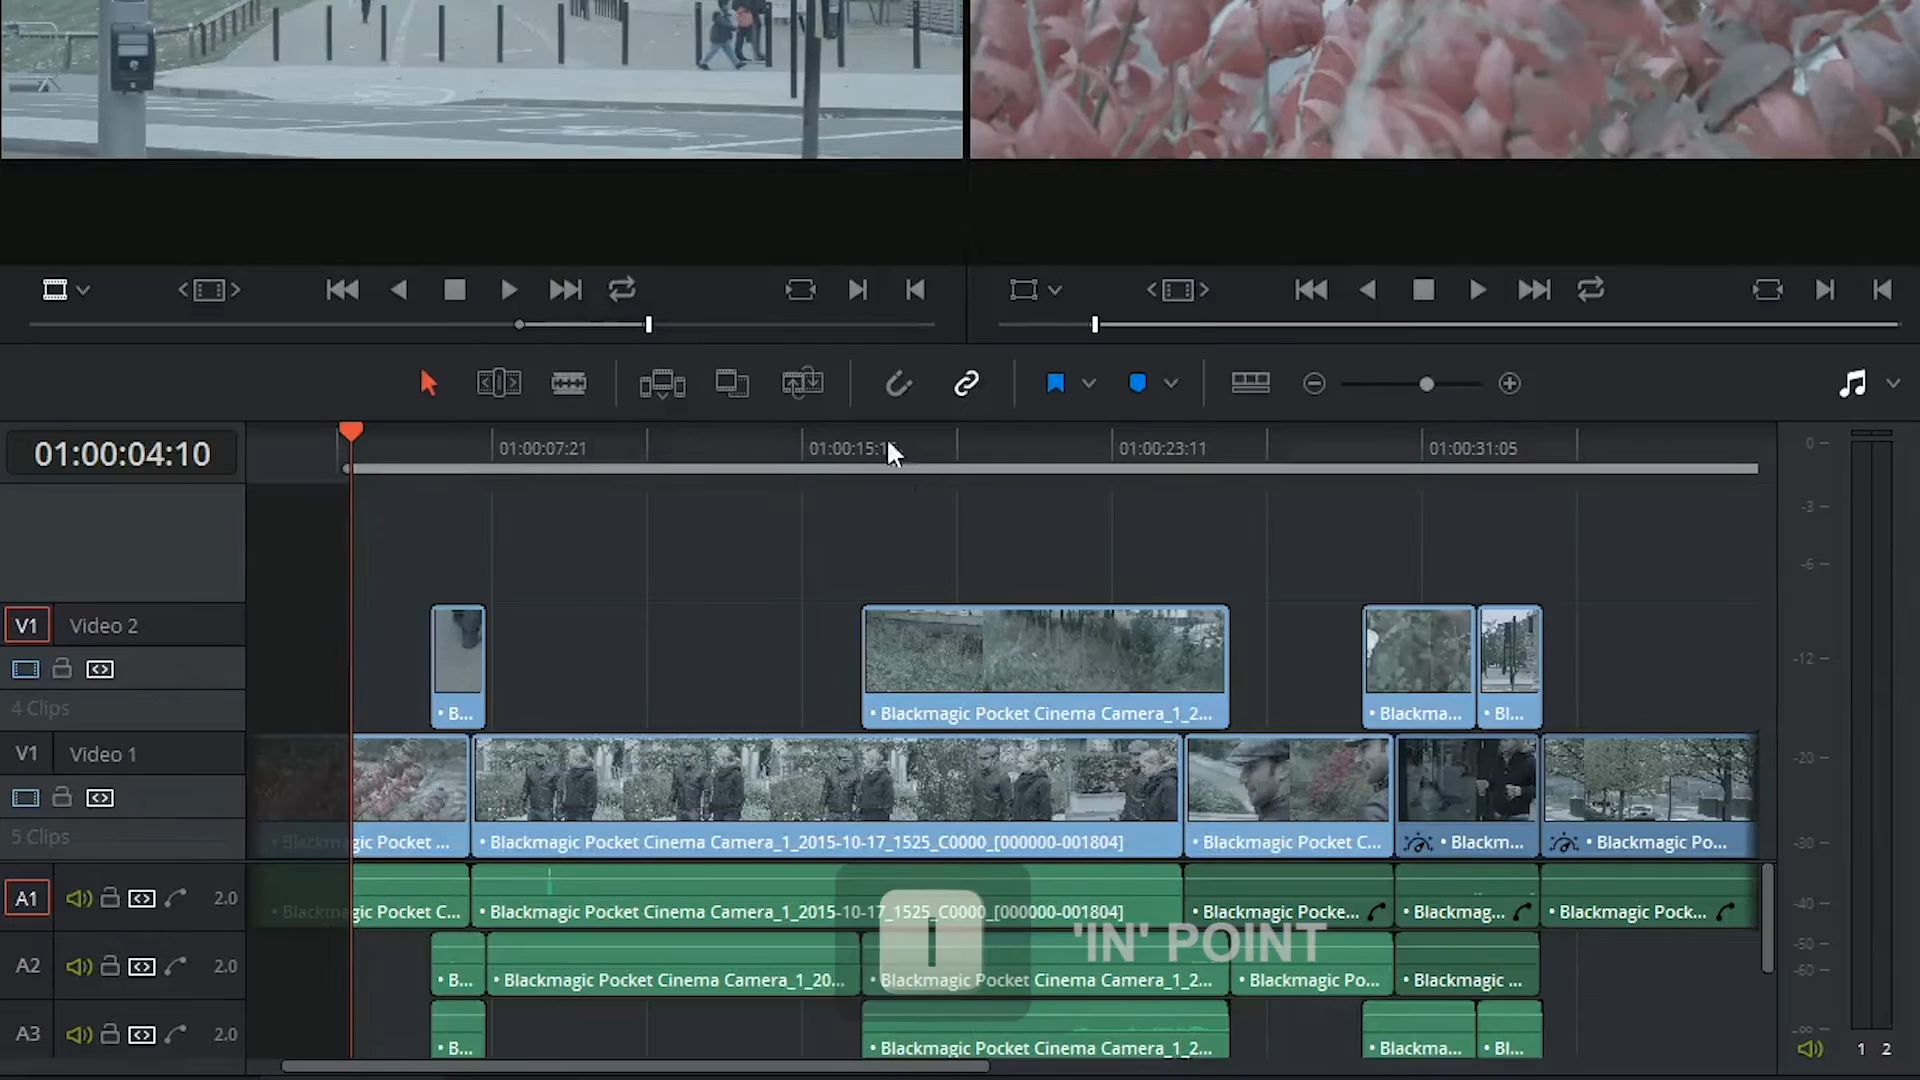 01:00:04:10
01:00:07:21
01:00:15:
01:00:23:11
01:00:31:05
0
-3
-6
-12
-20
-30
-40
-50
-60
-∞
V1 Video 2
4 Clips
• B...
• Blackmagic Pocket Cinema Camera_1_2...
• Blackma...
• Bl...
V1 Video 1
5 Clips
• Blackmagic Pocket ...
• Blackmagic Pocket Cinema Camera_1_2015-10-17_1525_C0000_[000000-001804]
• Blackmagic Pocket C...
• Blackm...
• Blackmagic Po...
A1 2.0
• Blackmagic Pocket C...
• Blackmagic Pocket Cinema Camera_1_2015-10-17_1525_C0000_[000000-001804]
• Blackmagic Pocke...
• Blackmag...
• Blackmagic Pock...
I 'IN' POINT
A2 2.0
• B...
• Blackmagic Pocket Cinema Camera_1_20...
• Blackmagic Pocket Cinema Camera_1_2...
• Blackmagic Po...
• Blackmagic ...
A3 2.0
• B...
• Blackmagic Pocket Cinema Camera_1_2...
• Blackma...
• Bl...
1 2